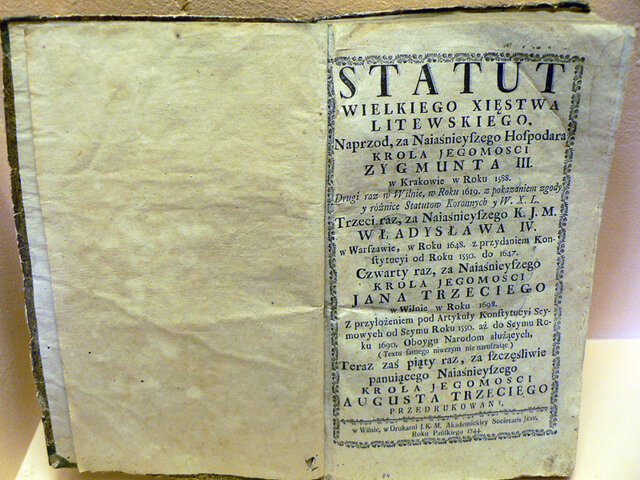 STATUT
WIELKIEGO XIĘSTWA
LITEWSKIEGO,
Naprzod, za Naiaśnieyſzego Hoſpodara
KROLA JEGOMOSCI
ZYGMUNTA III.
w Krakowie w Roku 1588.
Drugi raz w Wilnie, w Roku 1619. z pokazaniem zgody
y różnice Statutow Koronnych y W. X. L.
Trzeci raz, za Naiaśnieyſzego K. J. M.
WŁADYSŁAWA IV.
w Warszawie, w Roku 1648. z przydaniem Kon-
ſtytucyi od Roku 1550. do 1647.
Czwarty raz, za Naiaśnieyſzego
KROLA JEGOMOŚCI
JANA TRZECIEGO
w Wilnie w Roku 1698.
Z przyłożeniem pod Artykuły Konſtytucyi Sey-
mowych od Seymu Roku 1550. aż do Seymu Ro-
ku 1690. Oboygu Narodom służących,
(Textu ſamego niwczym nie naruſzaiąc)
Teraz zaś piąty raz, za ſzczęśliwie
panuiącego Naiaśnieyſzego
KROLA JEGOMOSCI
AUGUSTA TRZECIEGO
PRZEDRUKOWANY,
w Wilnie, w Drukarni J. K. M. Akademickiey Societatis JESU,
Roku Pańſkiego 1744.